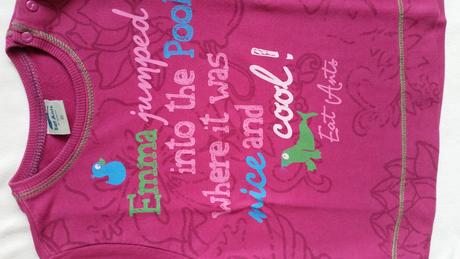 Emma jumped
into the Pool
where it was
nice and
cool!
Eat Ants